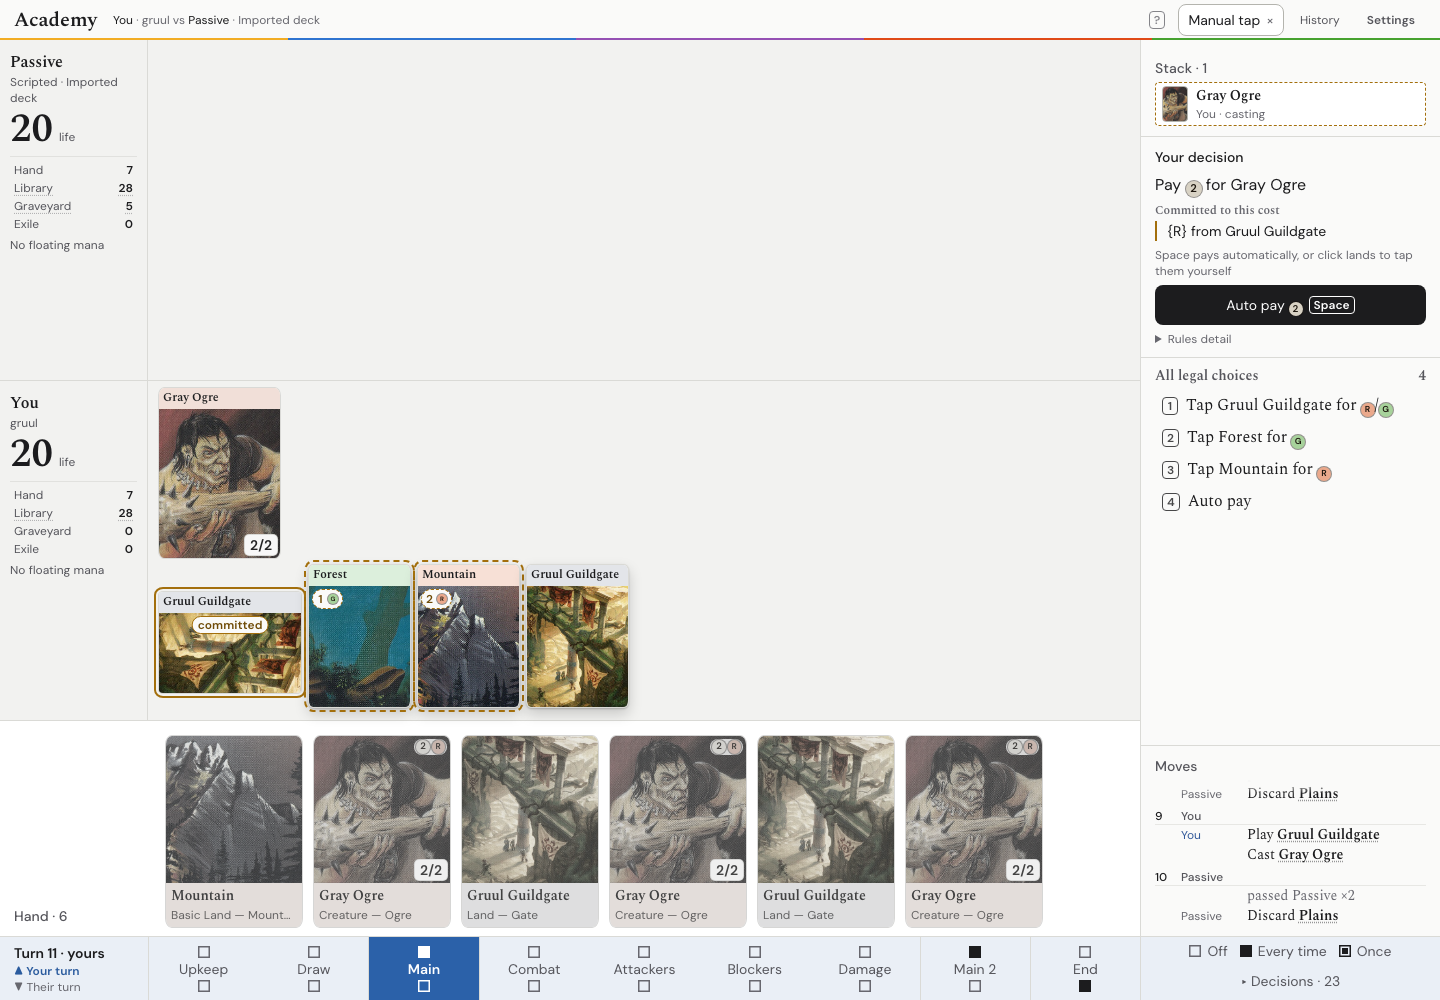 Academy You · gruul vs Passive · Imported deck ? Manual tap × History Settings
Passive
Scripted · Imported
deck
20 life
Hand 7
Library 28
Graveyard 5
Exile 0
No floating mana
You
gruul
20 life
Hand 7
Library 28
Graveyard 0
Exile 0
No floating mana
Gray Ogre
2/2
Gruul Guildgate
committed
Forest
1 G
Mountain
2 R
Gruul Guildgate
Hand · 6
Mountain
Basic Land — Mount...
2 R
2/2
Gray Ogre
Creature — Ogre
Gruul Guildgate
Land — Gate
2 R
2/2
Gray Ogre
Creature — Ogre
Gruul Guildgate
Land — Gate
2 R
2/2
Gray Ogre
Creature — Ogre
Stack · 1
Gray Ogre
You · casting
Your decision
Pay 2 for Gray Ogre
Committed to this cost
{R} from Gruul Guildgate
Space pays automatically, or click lands to tap
them yourself
Auto pay 2 Space
▶ Rules detail
All legal choices 4
1 Tap Gruul Guildgate for R/G
2 Tap Forest for G
3 Tap Mountain for R
4 Auto pay
Moves
Passive Discard Plains
9 You
You Play Gruul Guildgate
Cast Gray Ogre
10 Passive
passed Passive ×2
Passive Discard Plains
Turn 11 · yours
▲ Your turn
▼ Their turn
Upkeep Draw Main Combat Attackers Blockers Damage Main 2 End
Off Every time Once
▸ Decisions · 23